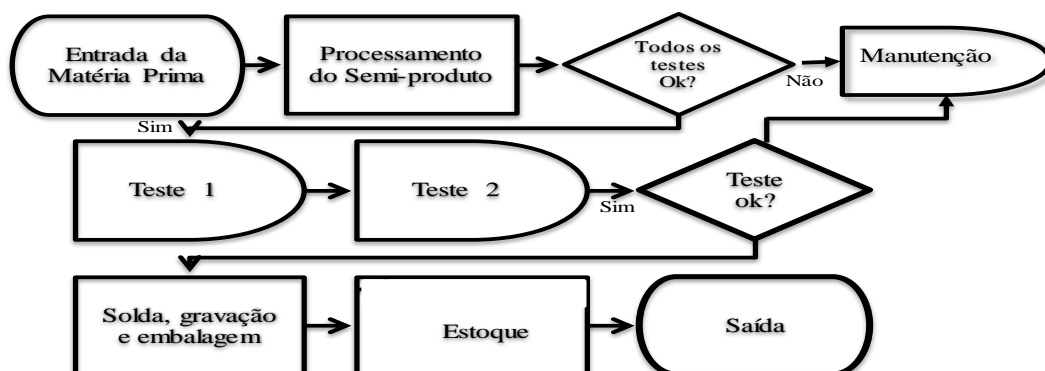 Entrada da
Matéria Prima
Processamento
do Semi-produto
Todos os
testes
Ok?
Não
Manutenção
Sim
Teste 1
Teste 2
Sim
Teste
ok?
Solda, gravação
e embalagem
Estoque
Saída